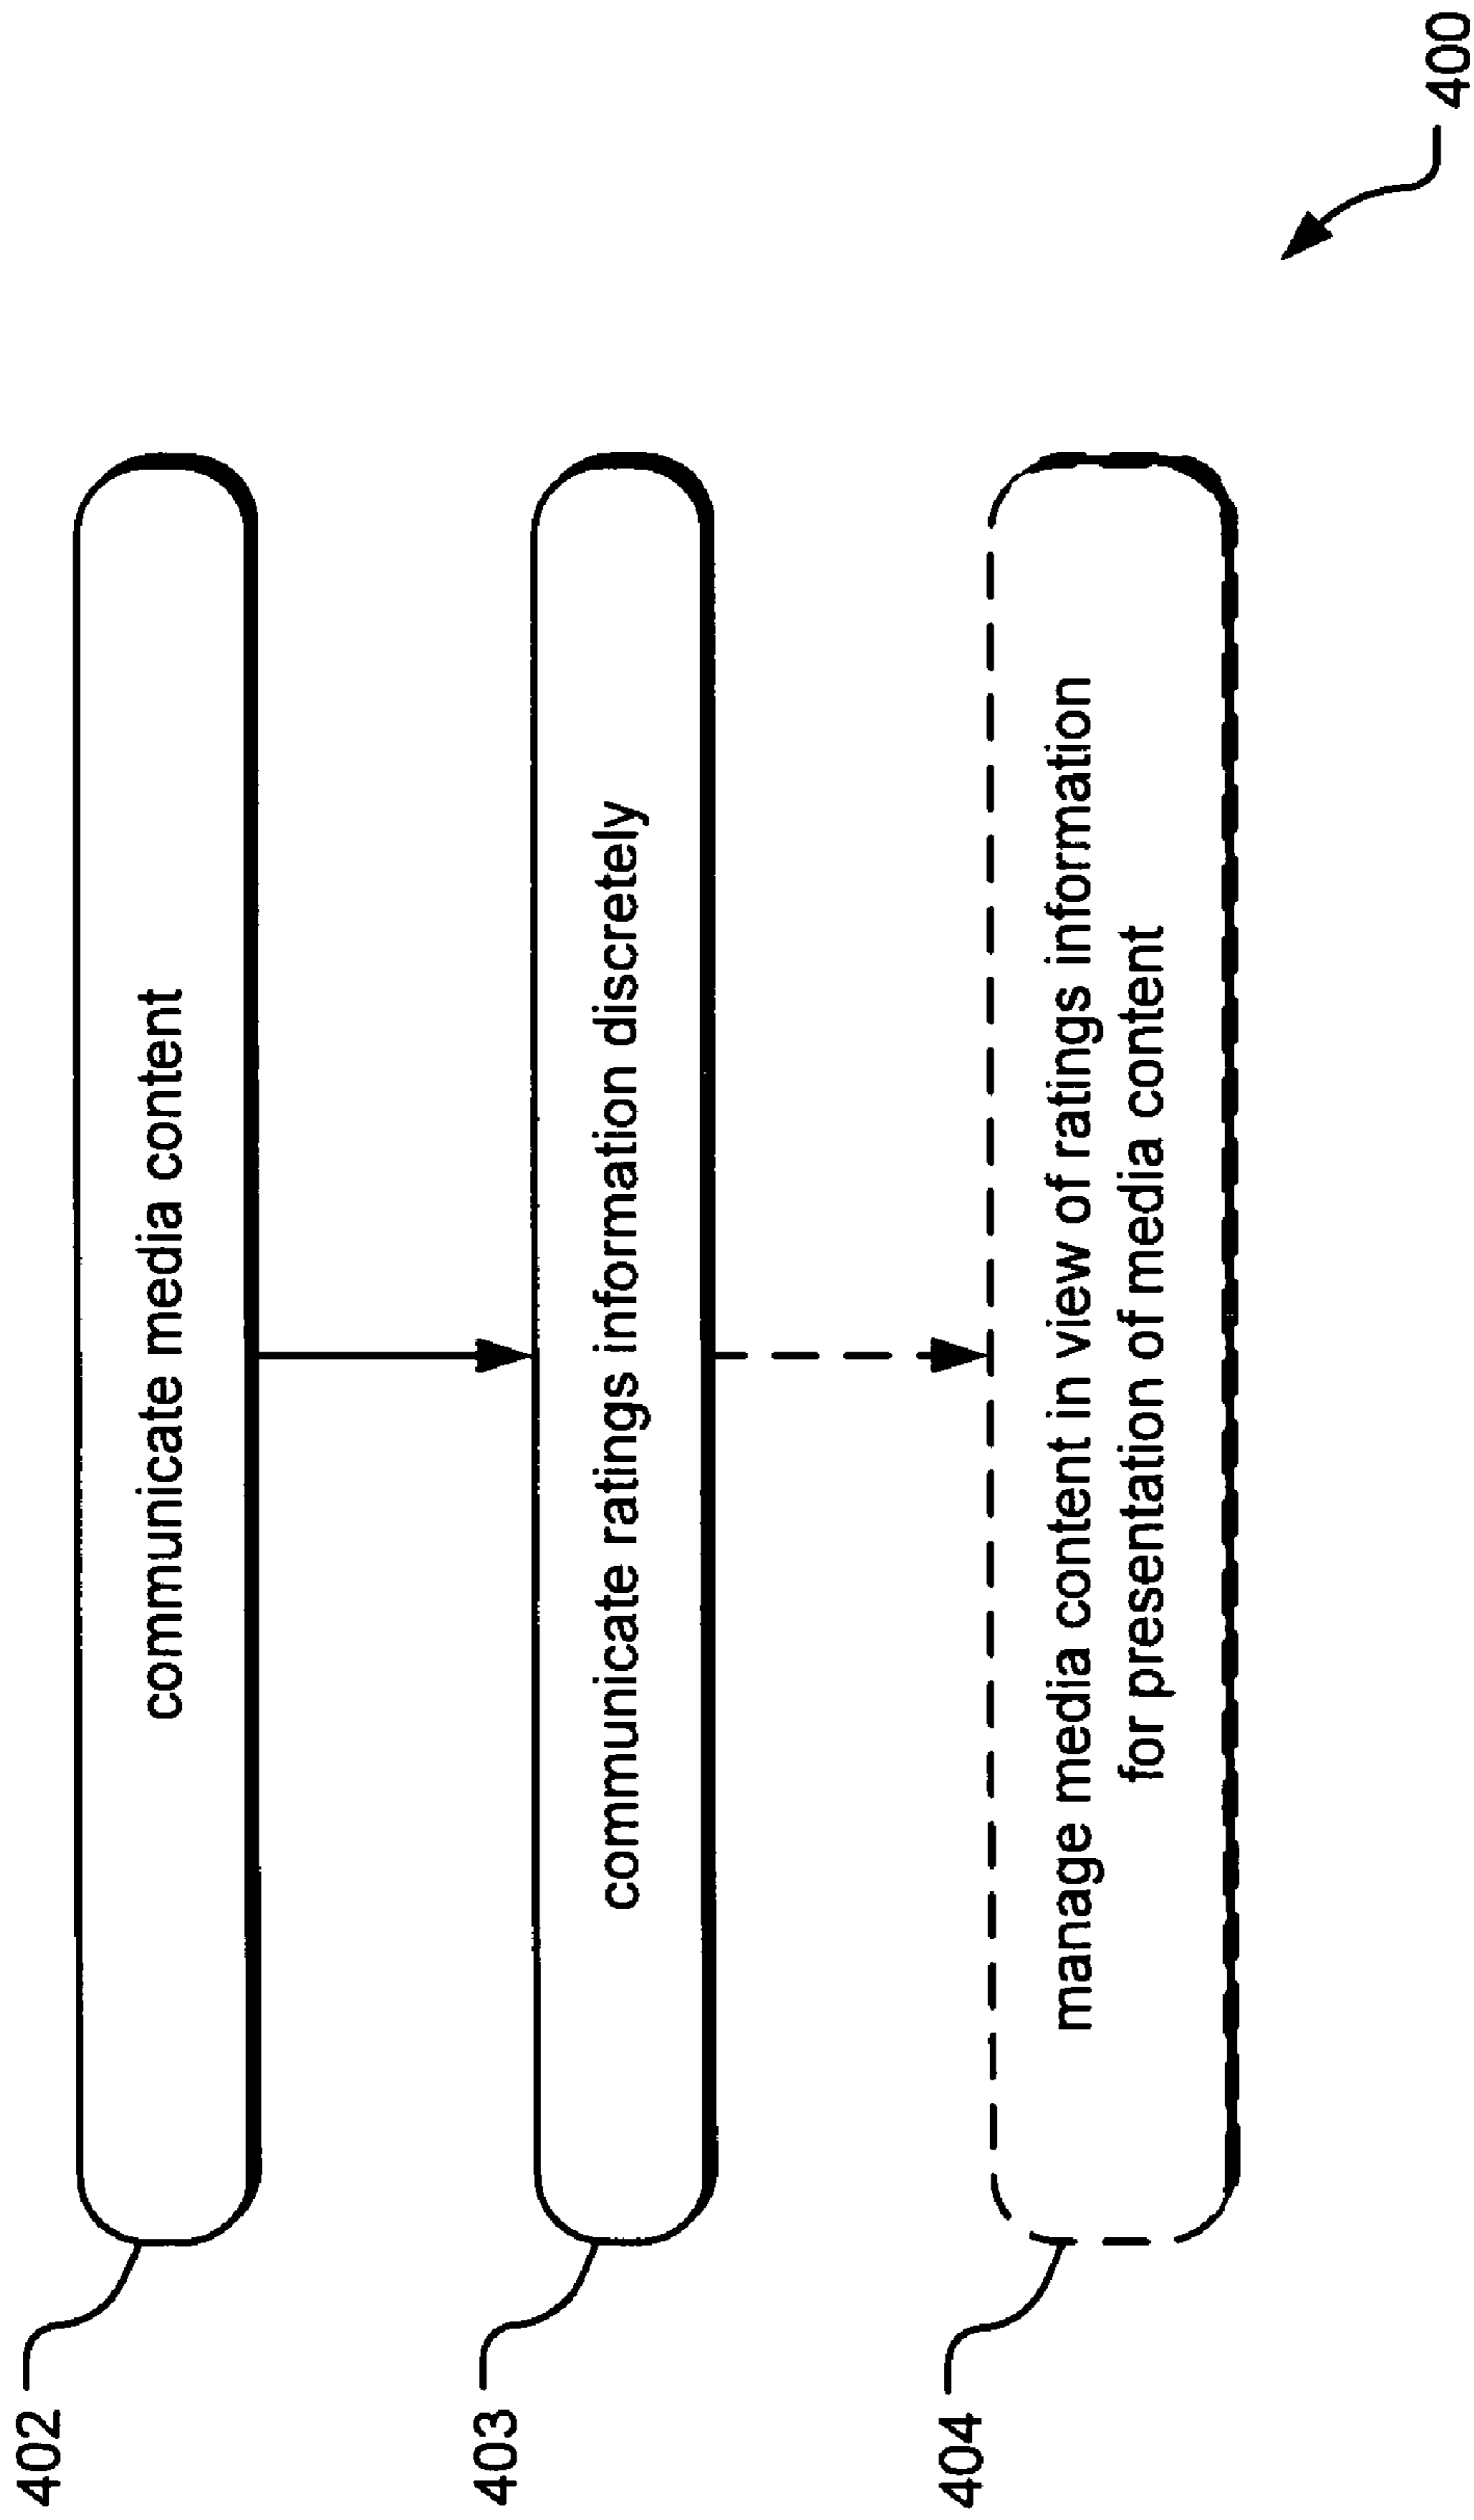 400
402
communicate media content
403
communicate ratings information discretely
404
manage media content in view of ratings information
for presentation of media content